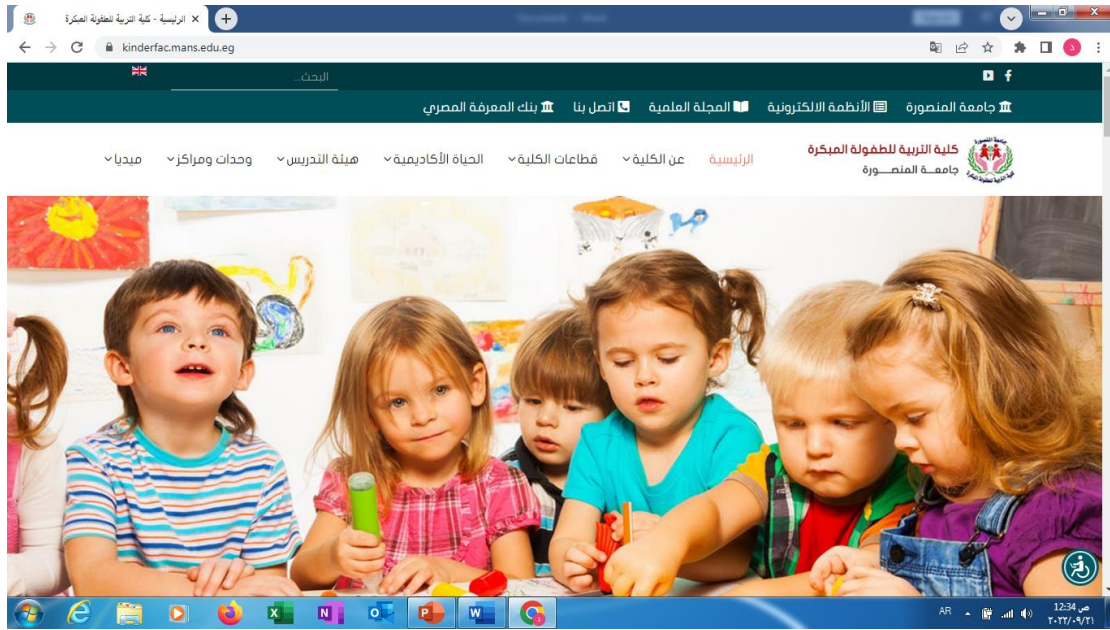 الرئيسية - كلية التربية للطفولة المبكرة
kinderfac.mans.edu.eg
البحث...
جامعة المنصورة الأنظمة الالكترونية المجلة العلمية اتصل بنا بنك المعرفة المصري
كلية التربية للطفولة المبكرة
جامعــة المنصــــورة
الرئيسية عن الكلية قطاعات الكلية الحياة الأكاديمية هيئة التدريس وحدات ومراكز ميديا
AR
12:34 ص
٢٠٢٢/٠٩/٢١